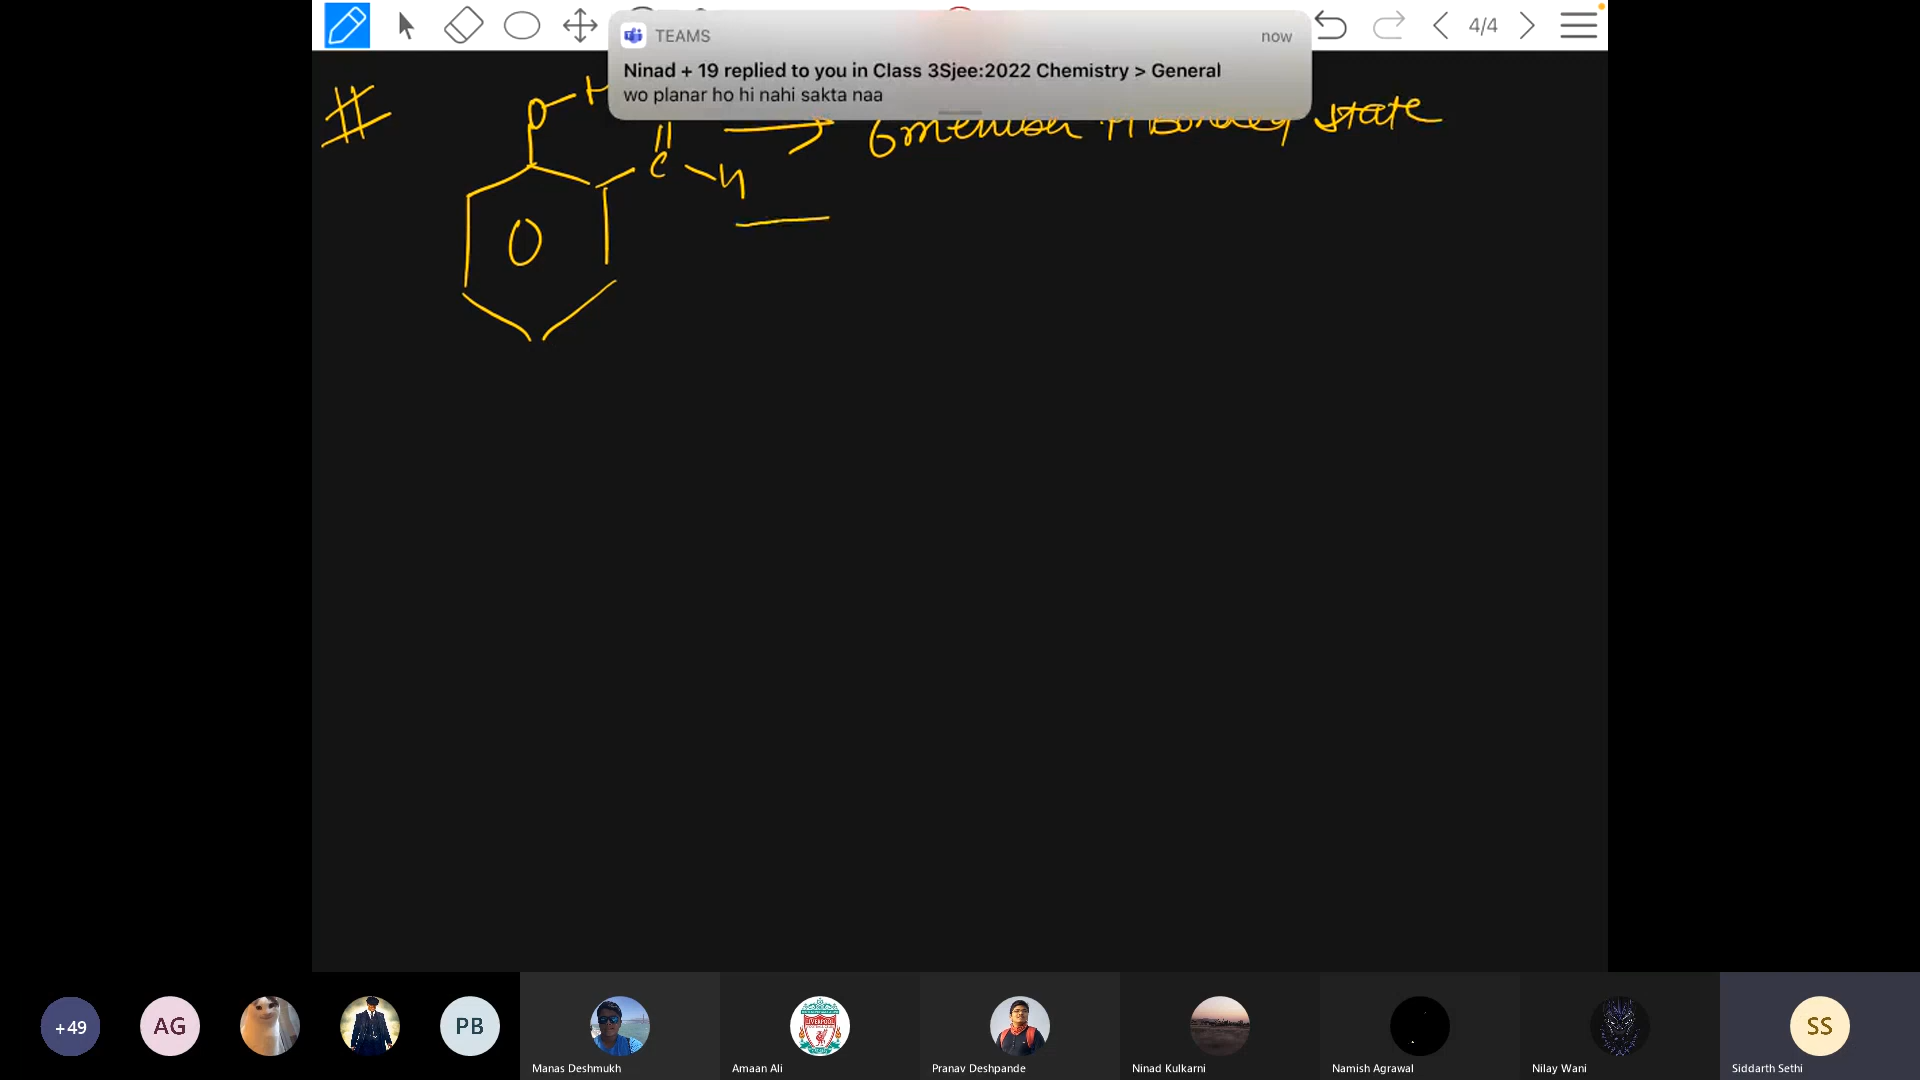 4/4
TEAMS
now
Ninad + 19 replied to you in Class 3Sjee:2022 Chemistry > General
wo planar ho hi nahi sakta naa
#
O-H
→ 6 H Bonded state
C
H
O
+49
AG
PB
SS
Manas Deshmukh
Amaan Ali
Pranav Deshpande
Ninad Kulkarni
Namish Agrawal
Nilay Wani
Siddarth Sethi